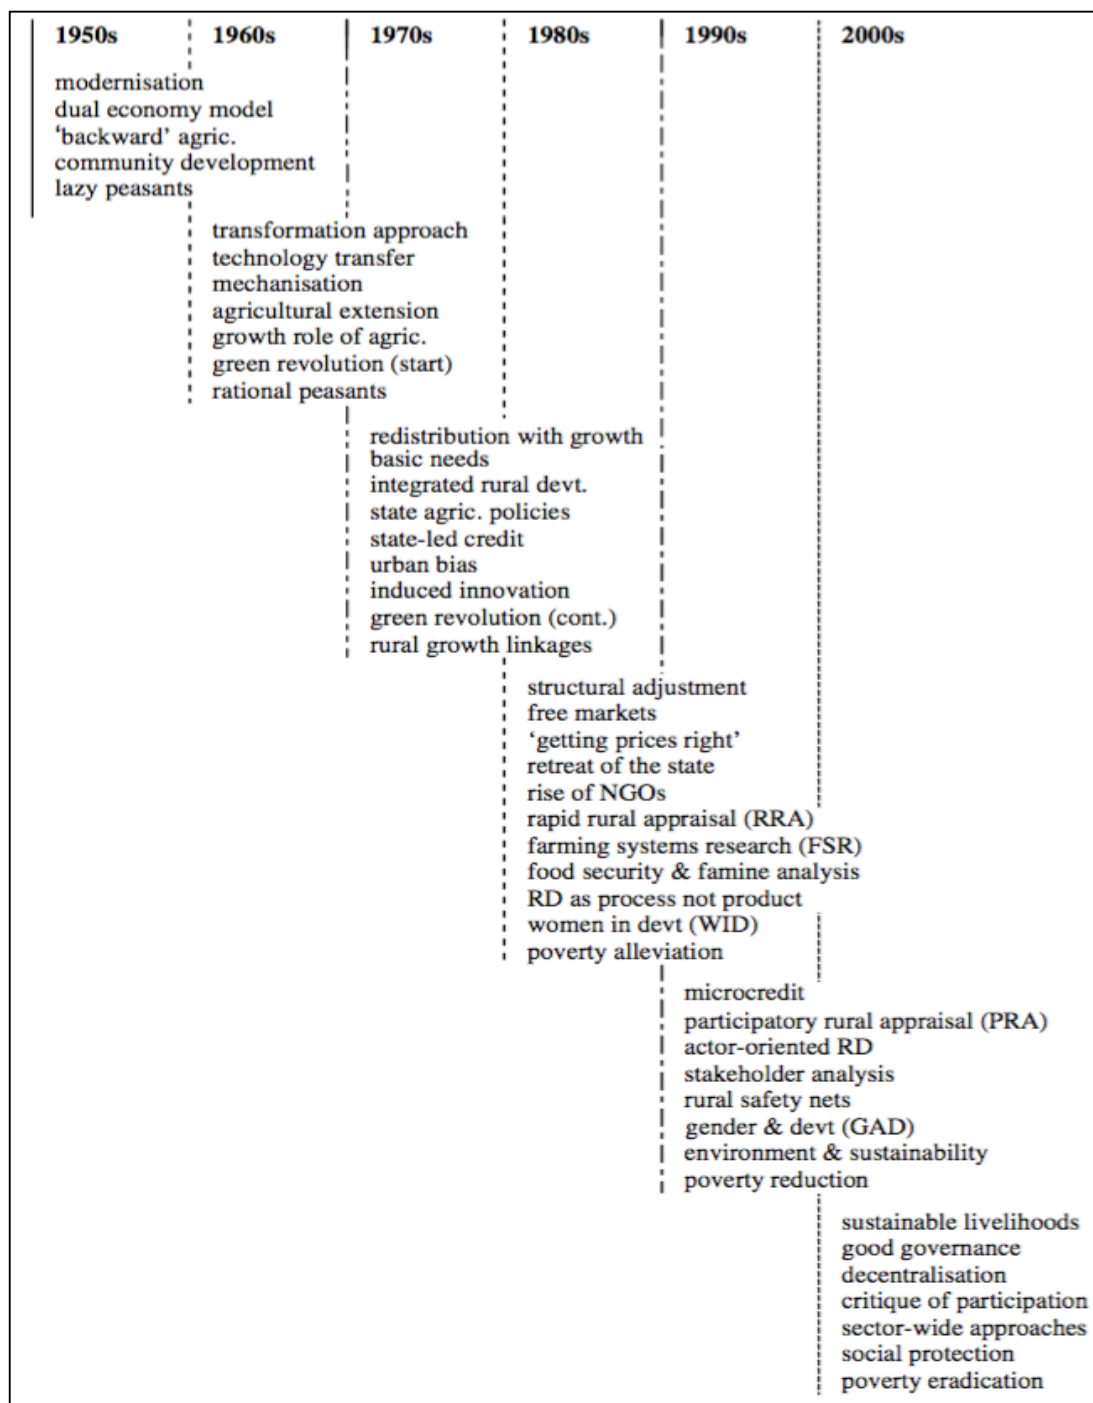 1950s 1960s 1970s 1980s 1990s 2000s
modernisation
dual economy model
‘backward’ agric.
community development
lazy peasants
transformation approach
technology transfer
mechanisation
agricultural extension
growth role of agric.
green revolution (start)
rational peasants
redistribution with growth
basic needs
integrated rural devt.
state agric. policies
state-led credit
urban bias
induced innovation
green revolution (cont.)
rural growth linkages
structural adjustment
free markets
‘getting prices right’
retreat of the state
rise of NGOs
rapid rural appraisal (RRA)
farming systems research (FSR)
food security & famine analysis
RD as process not product
women in devt (WID)
poverty alleviation
microcredit
participatory rural appraisal (PRA)
actor-oriented RD
stakeholder analysis
rural safety nets
gender & devt (GAD)
environment & sustainability
poverty reduction
sustainable livelihoods
good governance
decentralisation
critique of participation
sector-wide approaches
social protection
poverty eradication